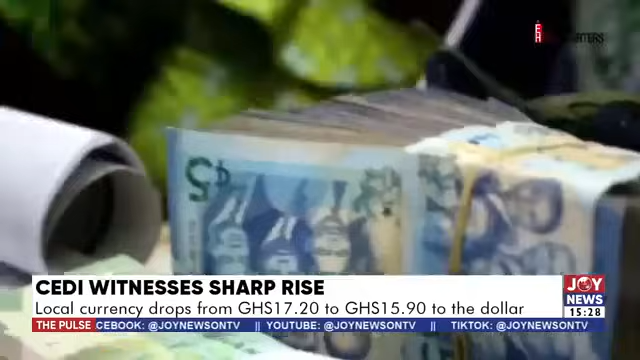 5
CEDI WITNESSES SHARP RISE
Local currency drops from GHS17.20 to GHS15.90 to the dollar
JOY
NEWS
15:28
THE PULSE
CEBOOK: @JOYNEWSONTV || YOUTUBE: @JOYNEWSONTV || TIKTOK: @JOYNEWSONTV